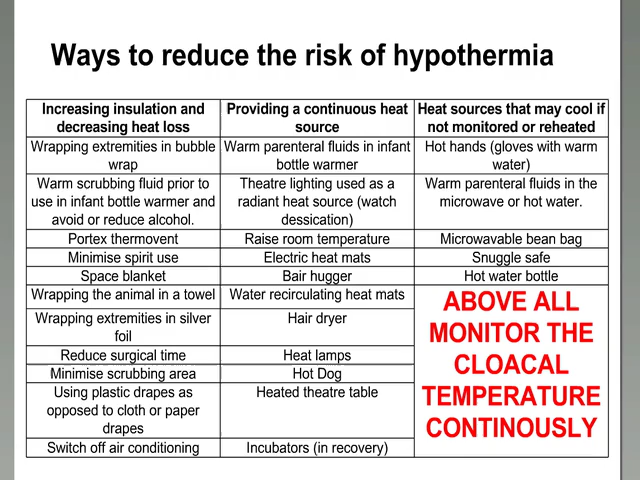 Ways to reduce the risk of hypothermia
Increasing insulation and
decreasing heat loss
Providing a continuous heat
source
Heat sources that may cool if
not monitored or reheated
Wrapping extremities in bubble
wrap
Warm parenteral fluids in infant
bottle warmer
Hot hands (gloves with warm
water)
Warm scrubbing fluid prior to
use in infant bottle warmer and
avoid or reduce alcohol.
Theatre lighting used as a
radiant heat source (watch
dessication)
Warm parenteral fluids in the
microwave or hot water.
Portex thermovent
Raise room temperature
Microwavable bean bag
Minimise spirit use
Electric heat mats
Snuggle safe
Space blanket
Bair hugger
Hot water bottle
Wrapping the animal in a towel
Water recirculating heat mats
Wrapping extremities in silver
foil
Hair dryer
Reduce surgical time
Heat lamps
Minimise scrubbing area
Hot Dog
Using plastic drapes as
opposed to cloth or paper
drapes
Heated theatre table
Switch off air conditioning
Incubators (in recovery)
ABOVE ALL
MONITOR THE
CLOACAL
TEMPERATURE
CONTINOUSLY